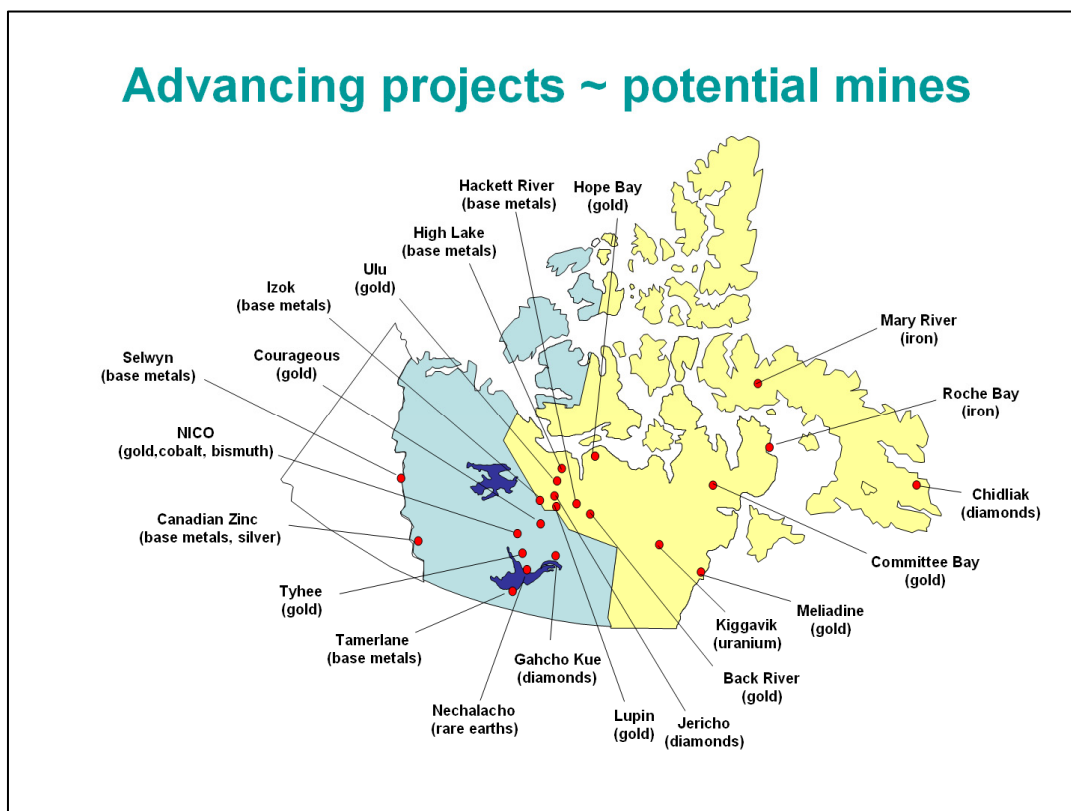 Advancing projects ~ potential mines
Hackett River
(base metals)
Hope Bay
(gold)
High Lake
(base metals)
Ulu
(gold)
Izok
(base metals)
Courageous
(gold)
Selwyn
(base metals)
NICO
(gold,cobalt, bismuth)
Canadian Zinc
(base metals, silver)
Tyhee
(gold)
Tamerlane
(base metals)
Nechalacho
(rare earths)
Gahcho Kue
(diamonds)
Lupin
(gold)
Jericho
(diamonds)
Back River
(gold)
Kiggavik
(uranium)
Meliadine
(gold)
Committee Bay
(gold)
Chidliak
(diamonds)
Roche Bay
(iron)
Mary River
(iron)